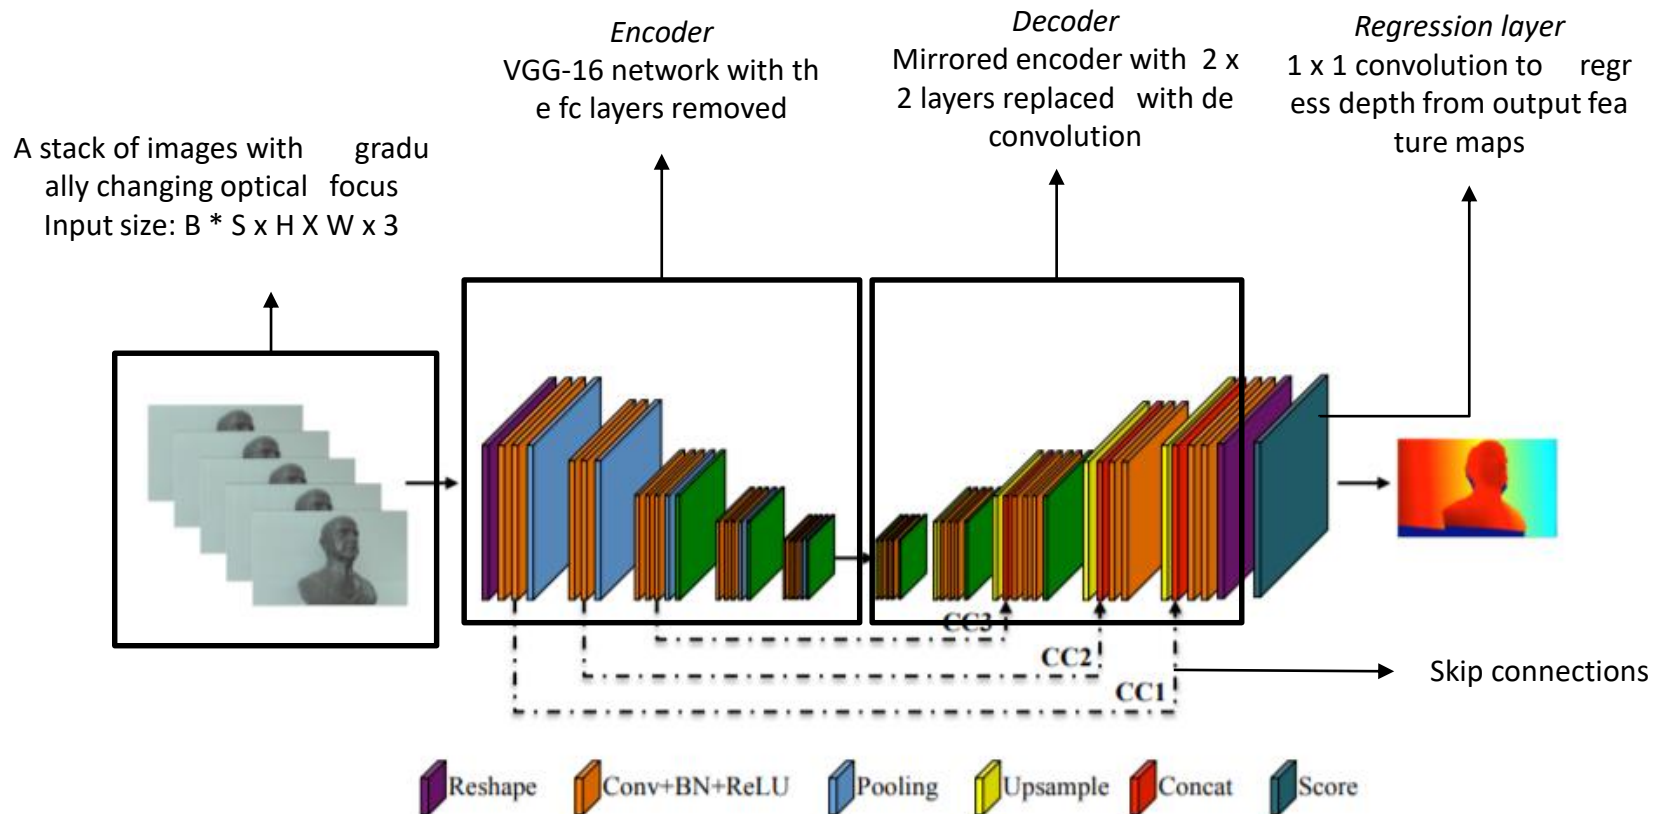 A stack of images with gradu
ally changing optical focus
Input size: B * S x H X W x 3
Encoder
VGG-16 network with th
e fc layers removed
Decoder
Mirrored encoder with 2 x
2 layers replaced with de
convolution
Regression layer
1 x 1 convolution to regr
ess depth from output fea
ture maps
CC3
CC2
CC1
Skip connections
Reshape
Conv+BN+ReLU
Pooling
Upsample
Concat
Score